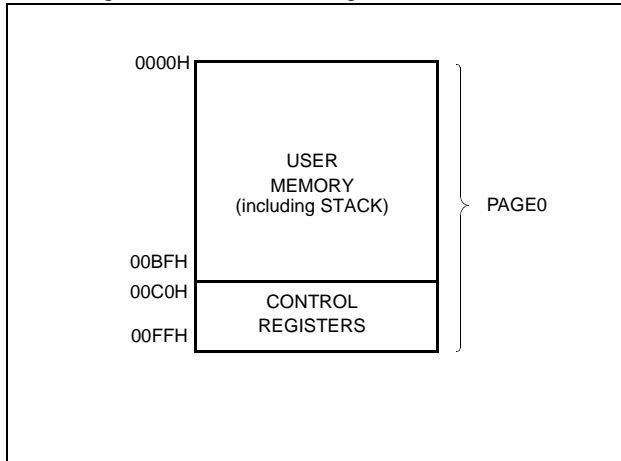 0000H
USER
MEMORY
(including STACK)
PAGE0
00BFH
00C0H
CONTROL
REGISTERS
00FFH